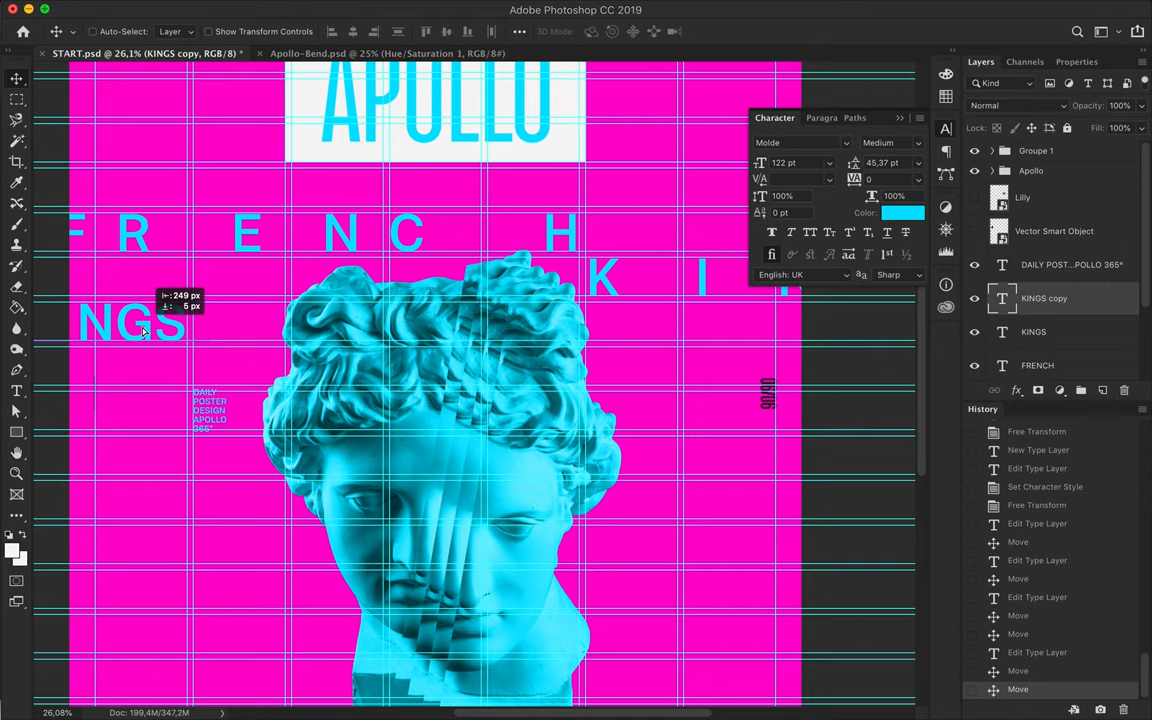 Adobe Photoshop CC 2019
Auto-Select:
Layer
Show Transform Controls
3D Mode:
START.psd @ 26,1% (KINGS copy, RGB/8) *
Apollo-Bend.psd @ 25% (Hue/Saturation 1, RGB/8#)
APOLLO
F R E N C H
K I
NGS
249 px
5 px
DAILY
POSTER
DESIGN
APOLLO
365°
90/60
Character
Paragra
Paths
Molde
Medium
122 pt
45,37 pt
0
100%
100%
0 pt
Color:
English: UK
Sharp
Layers
Channels
Properties
Kind
Normal
Opacity: 100%
Lock:
Fill: 100%
Groupe 1
Apollo
Lilly
Vector Smart Object
DAILY POST...POLLO 365°
KINGS copy
KINGS
FRENCH
History
Free Transform
New Type Layer
Edit Type Layer
Set Character Style
Free Transform
Edit Type Layer
Move
Edit Type Layer
Move
Edit Type Layer
Move
Move
Edit Type Layer
Move
Move
26,08%
Doc: 199,4M/347,2M